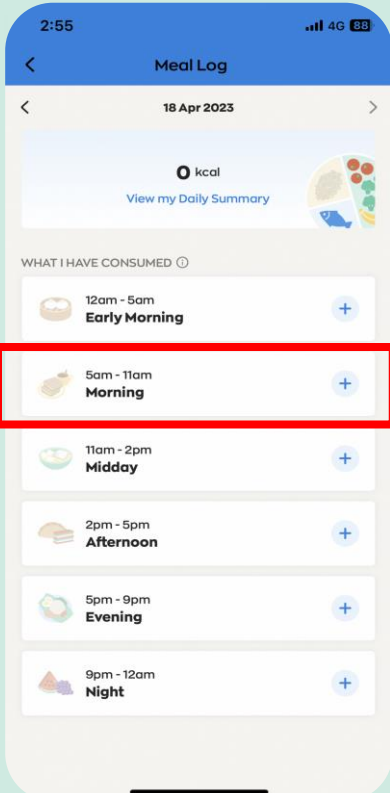 2:55 4G 88
Meal Log
18 Apr 2023
0 kcal
View my Daily Summary
WHAT I HAVE CONSUMED
12am - 5am
Early Morning
5am - 11am
Morning
11am - 2pm
Midday
2pm - 5pm
Afternoon
5pm - 9pm
Evening
9pm - 12am
Night